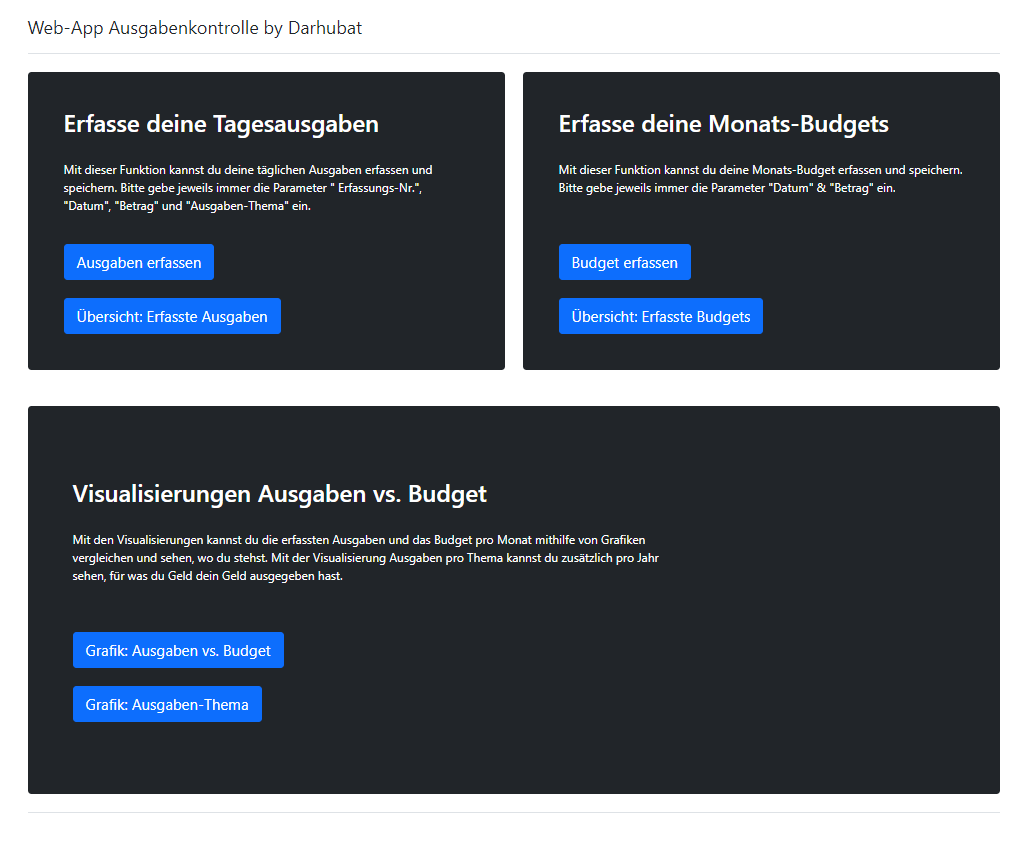 Web-App Ausgabenkontrolle by Darhubat
Erfasse deine Tagesausgaben
Mit dieser Funktion kannst du deine täglichen Ausgaben erfassen und
speichern. Bitte gebe jeweils immer die Parameter " Erfassungs-Nr.",
"Datum", "Betrag" und "Ausgaben-Thema" ein.
Ausgaben erfassen
Übersicht: Erfasste Ausgaben
Erfasse deine Monats-Budgets
Mit dieser Funktion kannst du deine Monats-Budget erfassen und speichern.
Bitte gebe jeweils immer die Parameter "Datum" & "Betrag" ein.
Budget erfassen
Übersicht: Erfasste Budgets
Visualisierungen Ausgaben vs. Budget
Mit den Visualisierungen kannst du die erfassten Ausgaben und das Budget pro Monat mithilfe von Grafiken
vergleichen und sehen, wo du stehst. Mit der Visualisierung Ausgaben pro Thema kannst du zusätzlich pro Jahr
sehen, für was du Geld dein Geld ausgegeben hast.
Grafik: Ausgaben vs. Budget
Grafik: Ausgaben-Thema